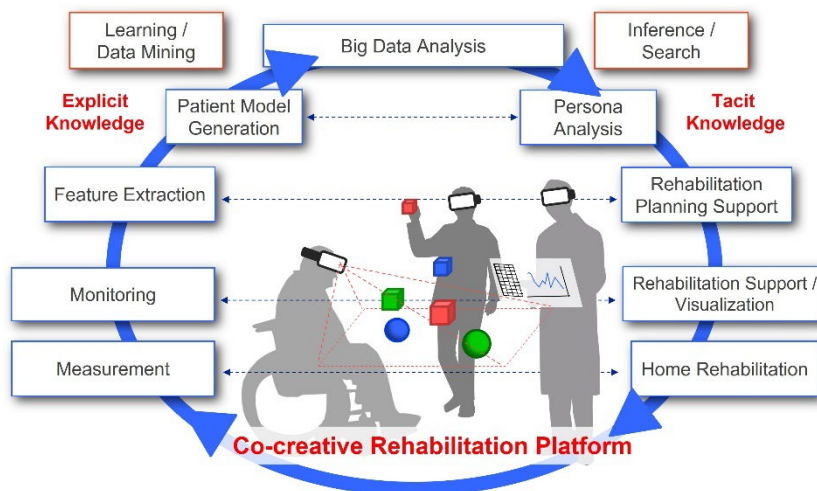 Learning /
Data Mining
Big Data Analysis
Inference /
Search
Explicit
Knowledge
Patient Model
Generation
Persona
Analysis
Tacit
Knowledge
Feature Extraction
Rehabilitation
Planning Support
Monitoring
Rehabilitation Support /
Visualization
Measurement
Home Rehabilitation
Co-creative Rehabilitation Platform